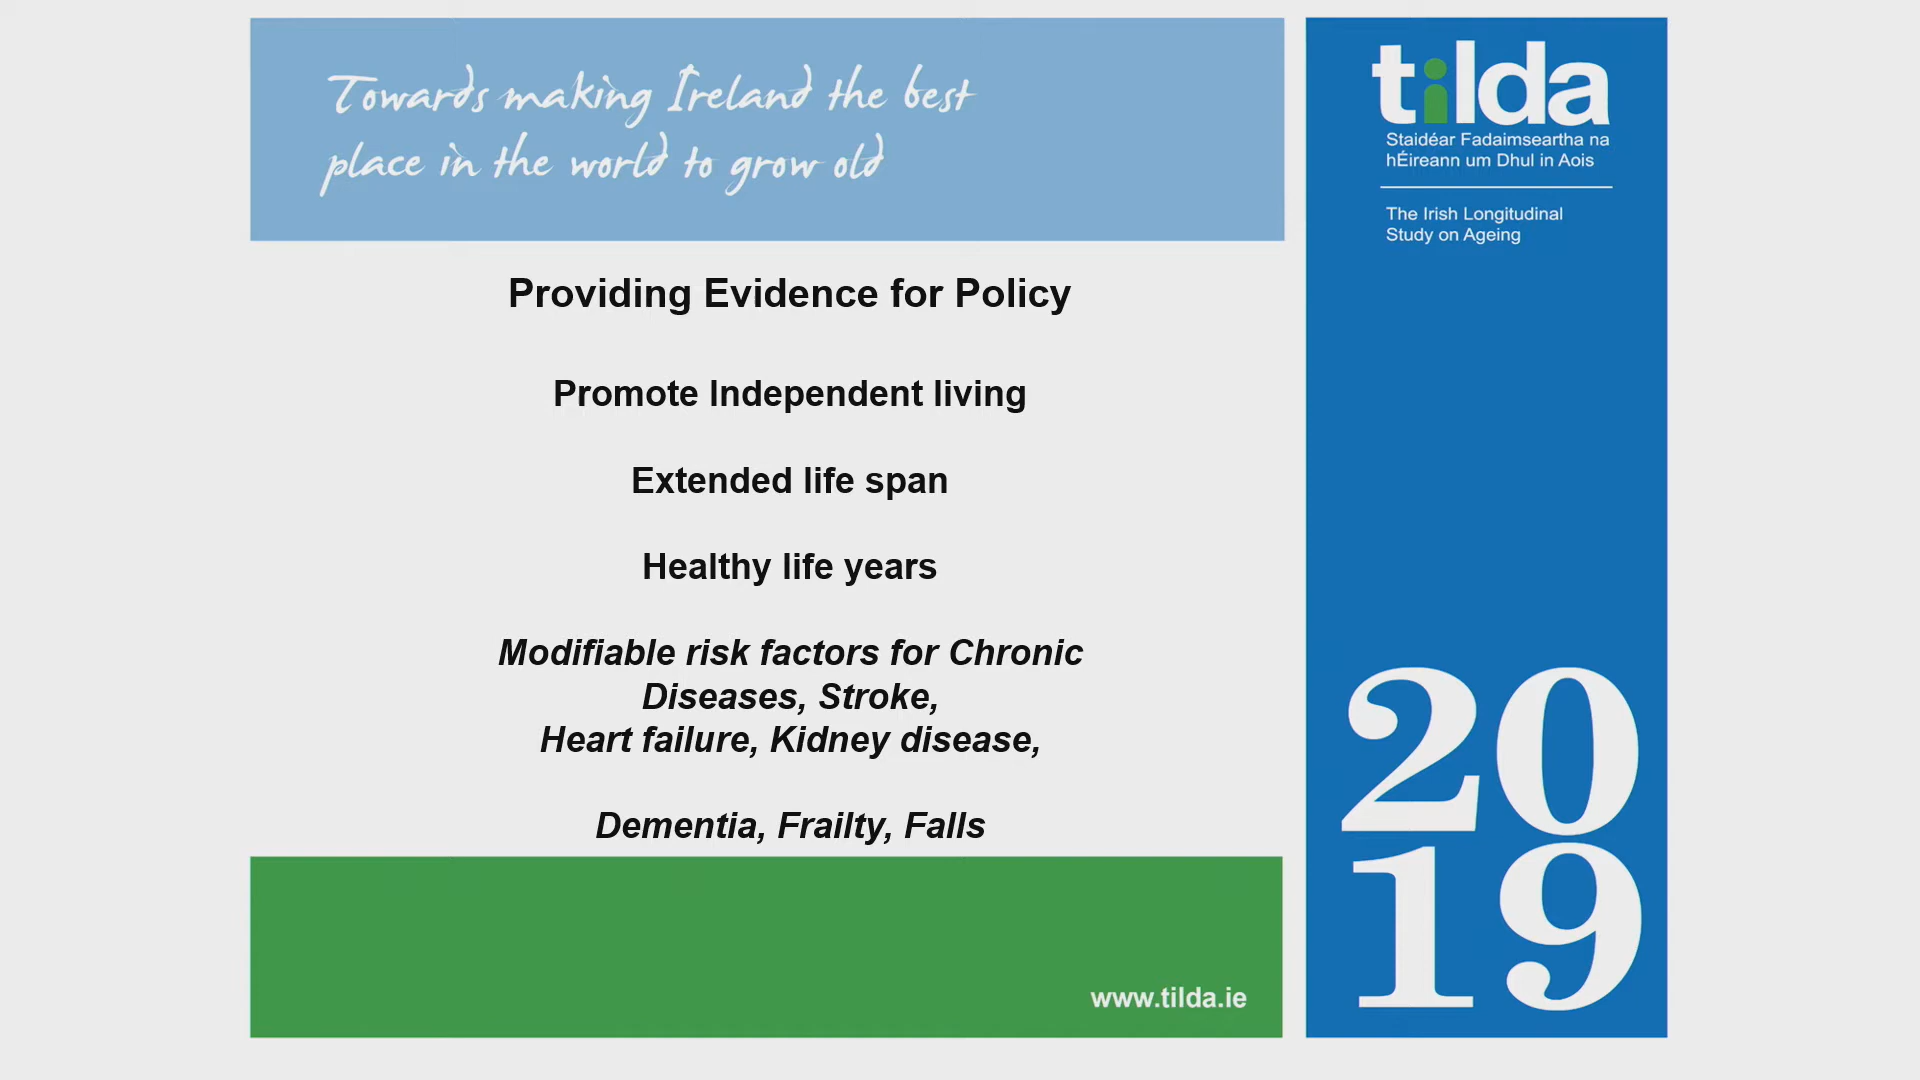 Towards making Ireland the best
place in the world to grow old
tilda
Staidéar Fadaimseartha na
hÉireann um Dhul in Aois
The Irish Longitudinal
Study on Ageing
Providing Evidence for Policy
Promote Independent living
Extended life span
Healthy life years
Modifiable risk factors for Chronic
Diseases, Stroke,
Heart failure, Kidney disease,
Dementia, Frailty, Falls
20
19
www.tilda.ie